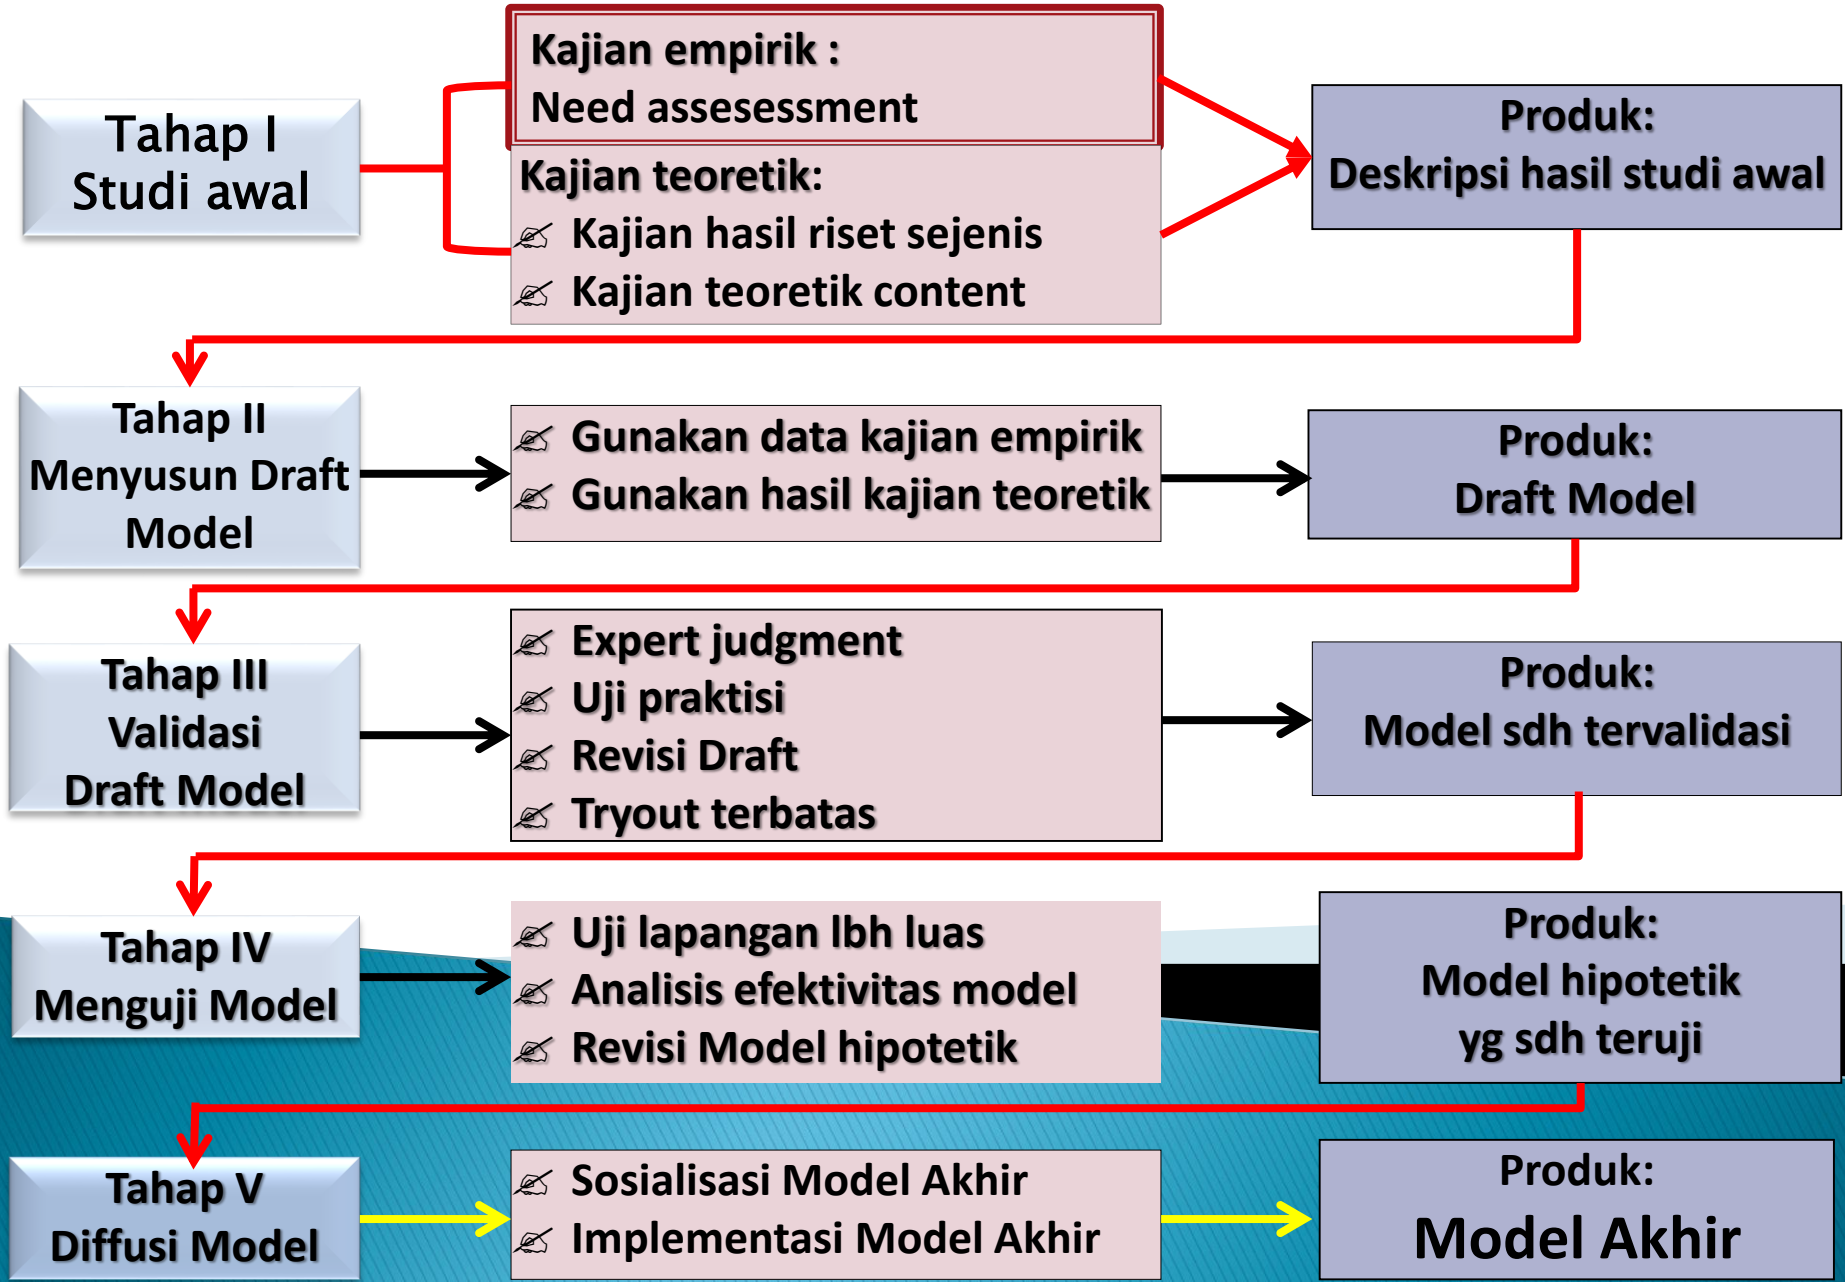 Tahap I
Studi awal
Kajian empirik :
Need assesessment
Kajian teoretik:
Kajian hasil riset sejenis
Kajian teoretik content
Produk:
Deskripsi hasil studi awal
Tahap II
Menyusun Draft
Model
Gunakan data kajian empirik
Gunakan hasil kajian teoretik
Produk:
Draft Model
Tahap III
Validasi
Draft Model
Expert judgment
Uji praktisi
Revisi Draft
Tryout terbatas
Produk:
Model sdh tervalidasi
Tahap IV
Menguji Model
Uji lapangan lbh luas
Analisis efektivitas model
Revisi Model hipotetik
Produk:
Model hipotetik
yg sdh teruji
Tahap V
Diffusi Model
Sosialisasi Model Akhir
Implementasi Model Akhir
Produk:
Model Akhir